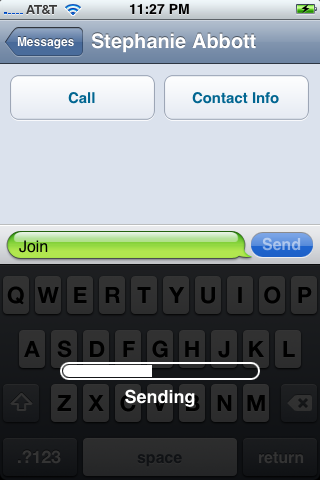 AT&T 11:27 PM
Messages Stephanie Abbott
Call Contact Info
Join Send
Q W E R T Y U I O P
A S D F G H J K L
Sending
Z X C V B N M
.?123 space return